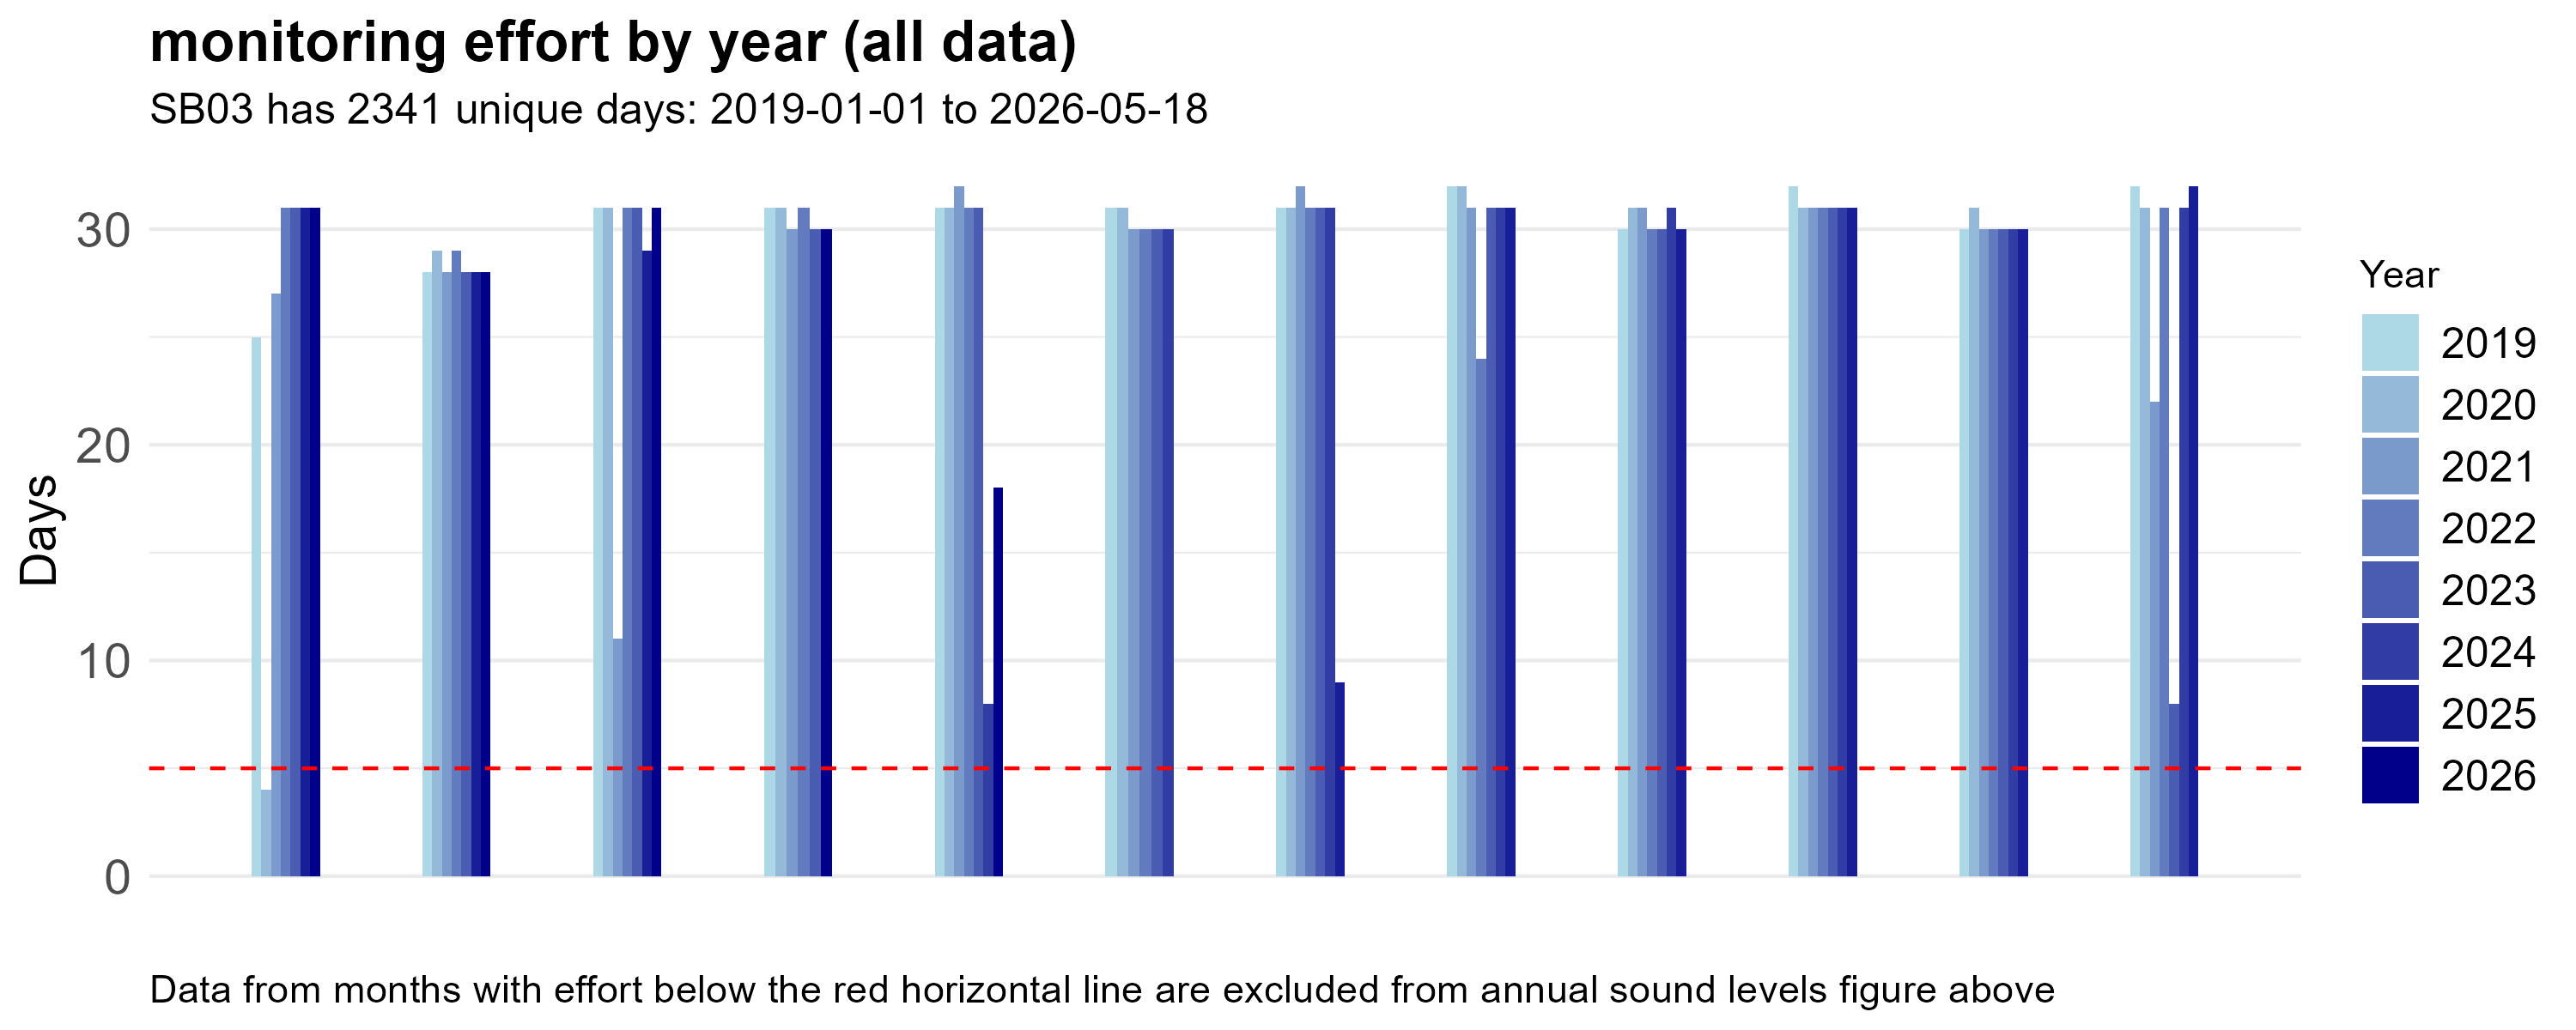 monitoring effort by year (all data)
SB03 has 2341 unique days: 2019-01-01 to 2026-05-18
Days
30
20
10
0
Year
2019
2020
2021
2022
2023
2024
2025
2026
Data from months with effort below the red horizontal line are excluded from annual sound levels figure above